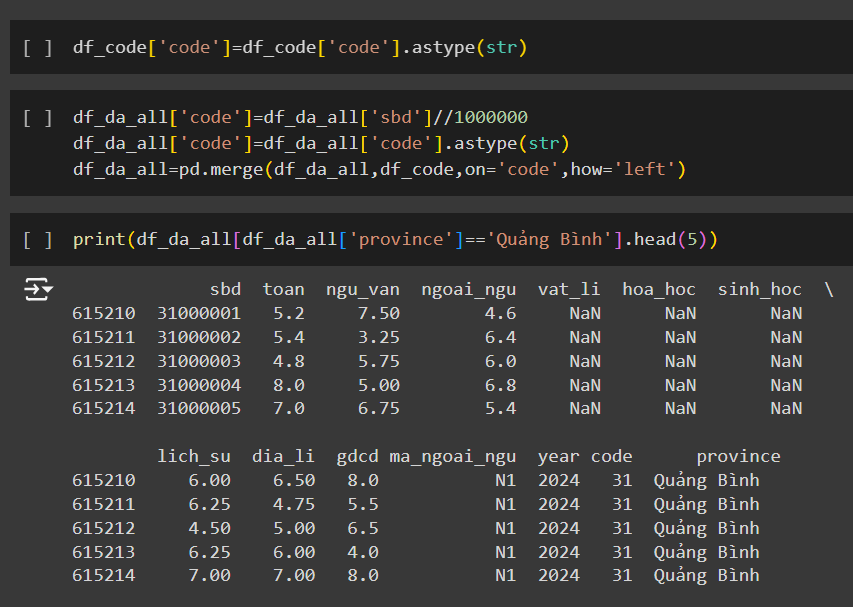 [ ] df_code['code']=df_code['code'].astype(str)
[ ] df_da_all['code']=df_da_all['sbd']//1000000
df_da_all['code']=df_da_all['code'].astype(str)
df_da_all=pd.merge(df_da_all,df_code,on='code',how='left')
[ ] print(df_da_all[df_da_all['province']=='Quảng Bình'].head(5))
sbd toan ngu_van ngoai_ngu vat_li hoa_hoc sinh_hoc \
615210 31000001 5.2 7.50 4.6 NaN NaN NaN
615211 31000002 5.4 3.25 6.4 NaN NaN NaN
615212 31000003 4.8 5.75 6.0 NaN NaN NaN
615213 31000004 8.0 5.00 6.8 NaN NaN NaN
615214 31000005 7.0 6.75 5.4 NaN NaN NaN
lich_su dia_li gdcd ma_ngoai_ngu year code province
615210 6.00 6.50 8.0 N1 2024 31 Quảng Bình
615211 6.25 4.75 5.5 N1 2024 31 Quảng Bình
615212 4.50 5.00 6.5 N1 2024 31 Quảng Bình
615213 6.25 6.00 4.0 N1 2024 31 Quảng Bình
615214 7.00 7.00 8.0 N1 2024 31 Quảng Bình